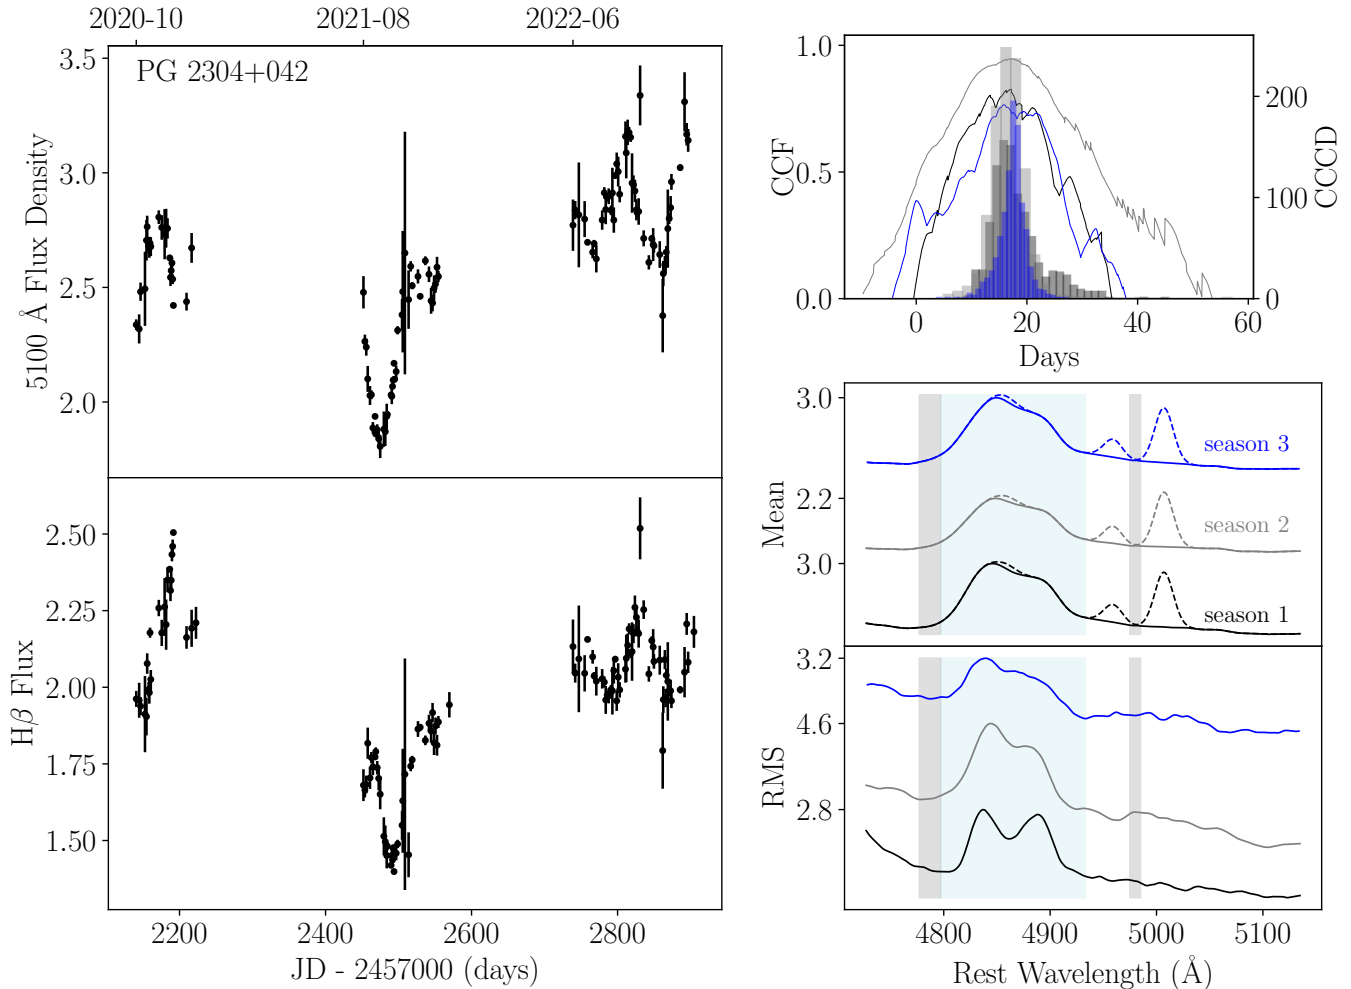 2020-10 2021-08 2022-06
PG 2304+042
3.5
3.0
2.5
2.0
5100 Å Flux Density
2.50
2.25
2.00
1.75
1.50
Hβ Flux
2200 2400 2600 2800
JD - 2457000 (days)
1.0
0.5
0.0
CCF
200
100
0
CCCD
0 20 40 60
Days
3.0
2.2
3.0
Mean
season 3
season 2
season 1
3.2
4.6
2.8
RMS
4800 4900 5000 5100
Rest Wavelength (Å)